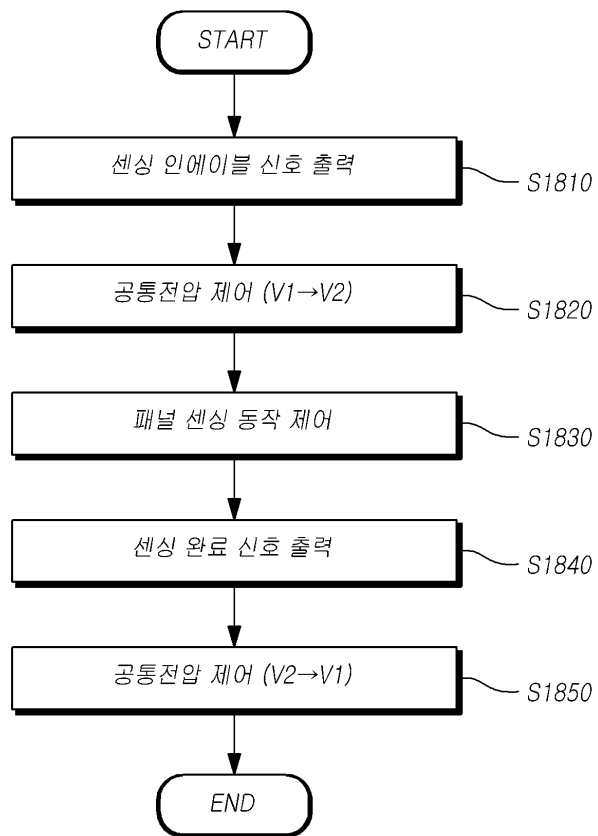 START
센싱 인에이블 신호 출력
S1810
공통전압 제어 (V1→V2)
S1820
패널 센싱 동작 제어
S1830
센싱 완료 신호 출력
S1840
공통전압 제어 (V2→V1)
S1850
END